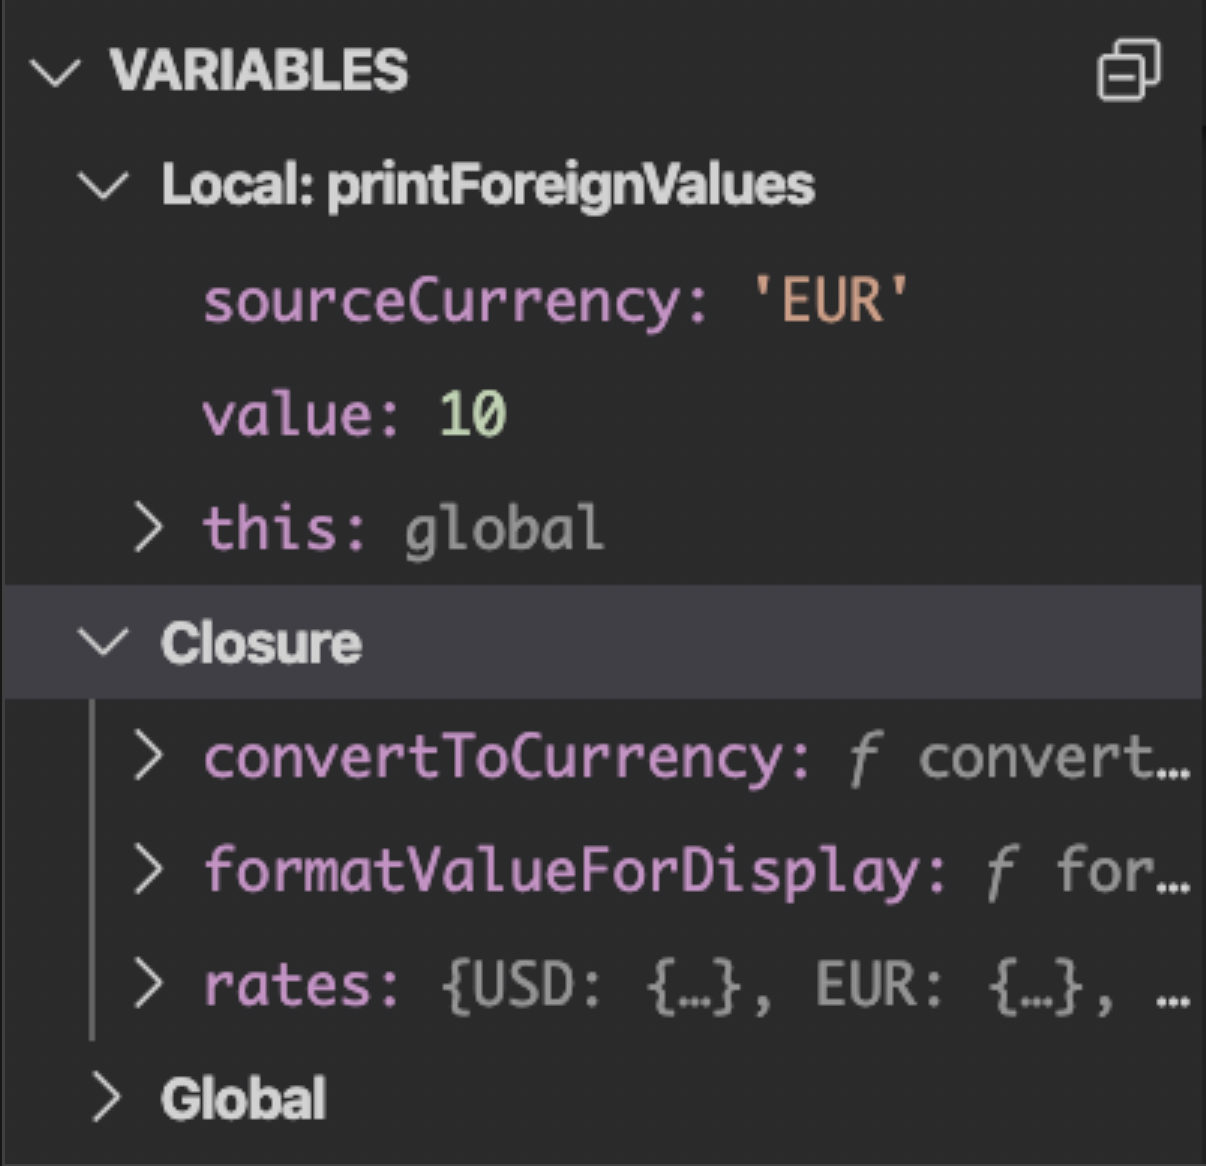 VARIABLES
Local: printForeignValues
sourceCurrency: 'EUR'
value: 10
this: global
Closure
convertToCurrency: ƒ convert…
formatValueForDisplay: ƒ for…
rates: {USD: {…}, EUR: {…}, …
Global